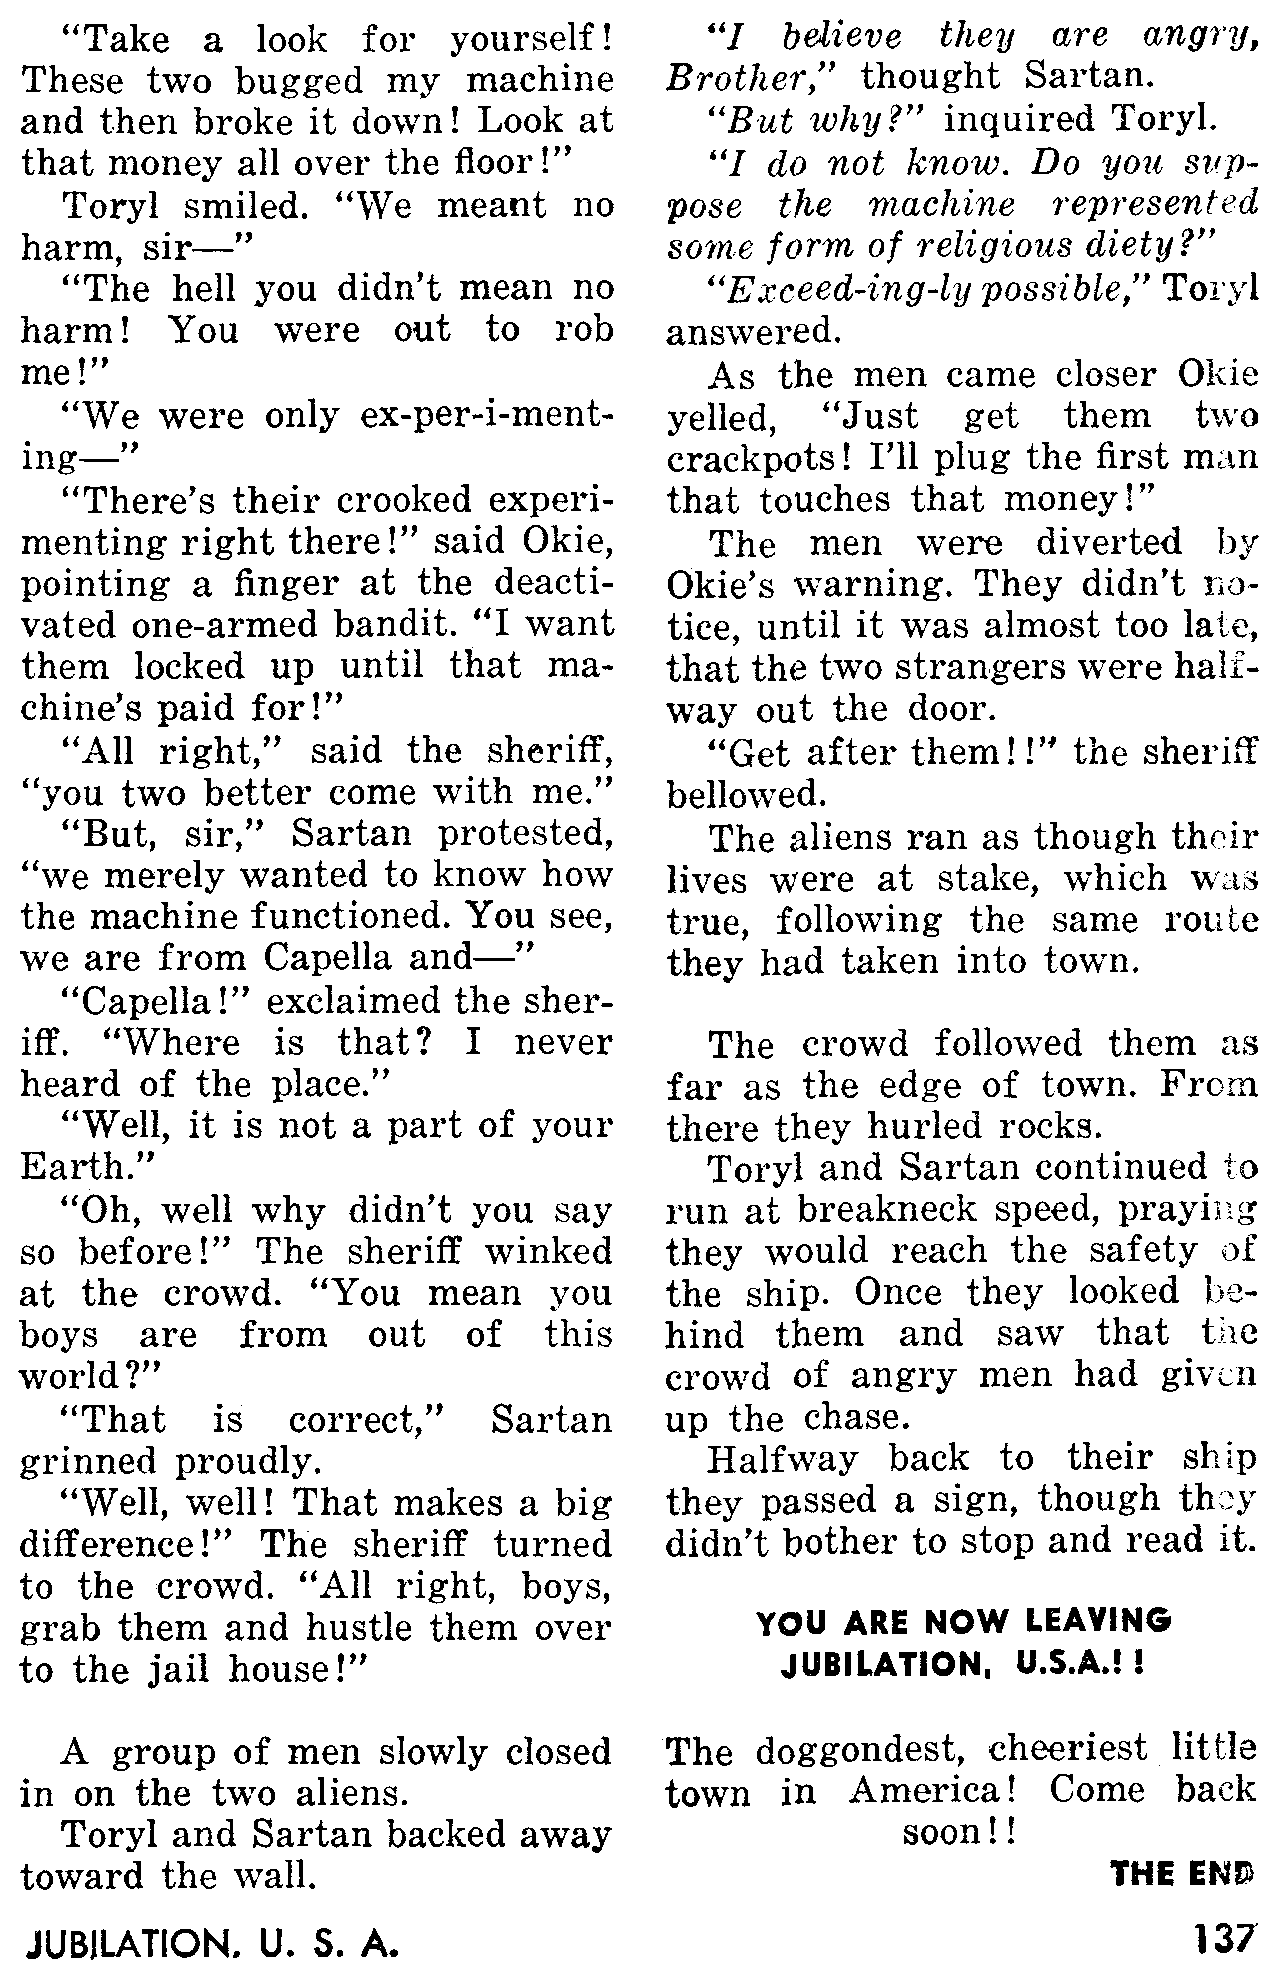 “Take a look for yourself!
These two bugged my machine
and then broke it down! Look at
that money all over the floor!”
Toryl smiled. “We meant no
harm, sir—”
“The hell you didn’t mean no
harm! You were out to rob
me!”
“We were only ex-per-i-ment-
ing—”
“There’s their crooked experi-
menting right there!” said Okie,
pointing a finger at the deacti-
vated one-armed bandit. “I want
them locked up until that ma-
chine’s paid for!”
“All right,” said the sheriff,
“you two better come with me.”
“But, sir,” Sartan protested,
“we merely wanted to know how
the machine functioned. You see,
we are from Capella and—”
“Capella!” exclaimed the sher-
iff. “Where is that? I never
heard of the place.”
“Well, it is not a part of your
Earth.”
“Oh, well why didn’t you say
so before!” The sheriff winked
at the crowd. “You mean you
boys are from out of this
world?”
“That is correct,” Sartan
grinned proudly.
“Well, well! That makes a big
difference!” The sheriff turned
to the crowd. “All right, boys,
grab them and hustle them over
to the jail house!”
A group of men slowly closed
in on the two aliens.
Toryl and Sartan backed away
toward the wall.
“I believe they are angry,
Brother,” thought Sartan.
“But why?” inquired Toryl.
“I do not know. Do you sup-
pose the machine represented
some form of religious diety?”
“Exceed-ing-ly possible,” Toryl
answered.
As the men came closer Okie
yelled, “Just get them two
crackpots! I’ll plug the first man
that touches that money!”
The men were diverted by
Okie’s warning. They didn’t no-
tice, until it was almost too late,
that the two strangers were half-
way out the door.
“Get after them!!” the sheriff
bellowed.
The aliens ran as though their
lives were at stake, which was
true, following the same route
they had taken into town.
The crowd followed them as
far as the edge of town. From
there they hurled rocks.
Toryl and Sartan continued to
run at breakneck speed, praying
they would reach the safety of
the ship. Once they looked be-
hind them and saw that the
crowd of angry men had given
up the chase.
Halfway back to their ship
they passed a sign, though they
didn’t bother to stop and read it.
YOU ARE NOW LEAVING
JUBILATION, U.S.A.!!
The doggondest, cheeriest little
town in America! Come back
soon!!
THE END
JUBILATION. U. S. A.
137